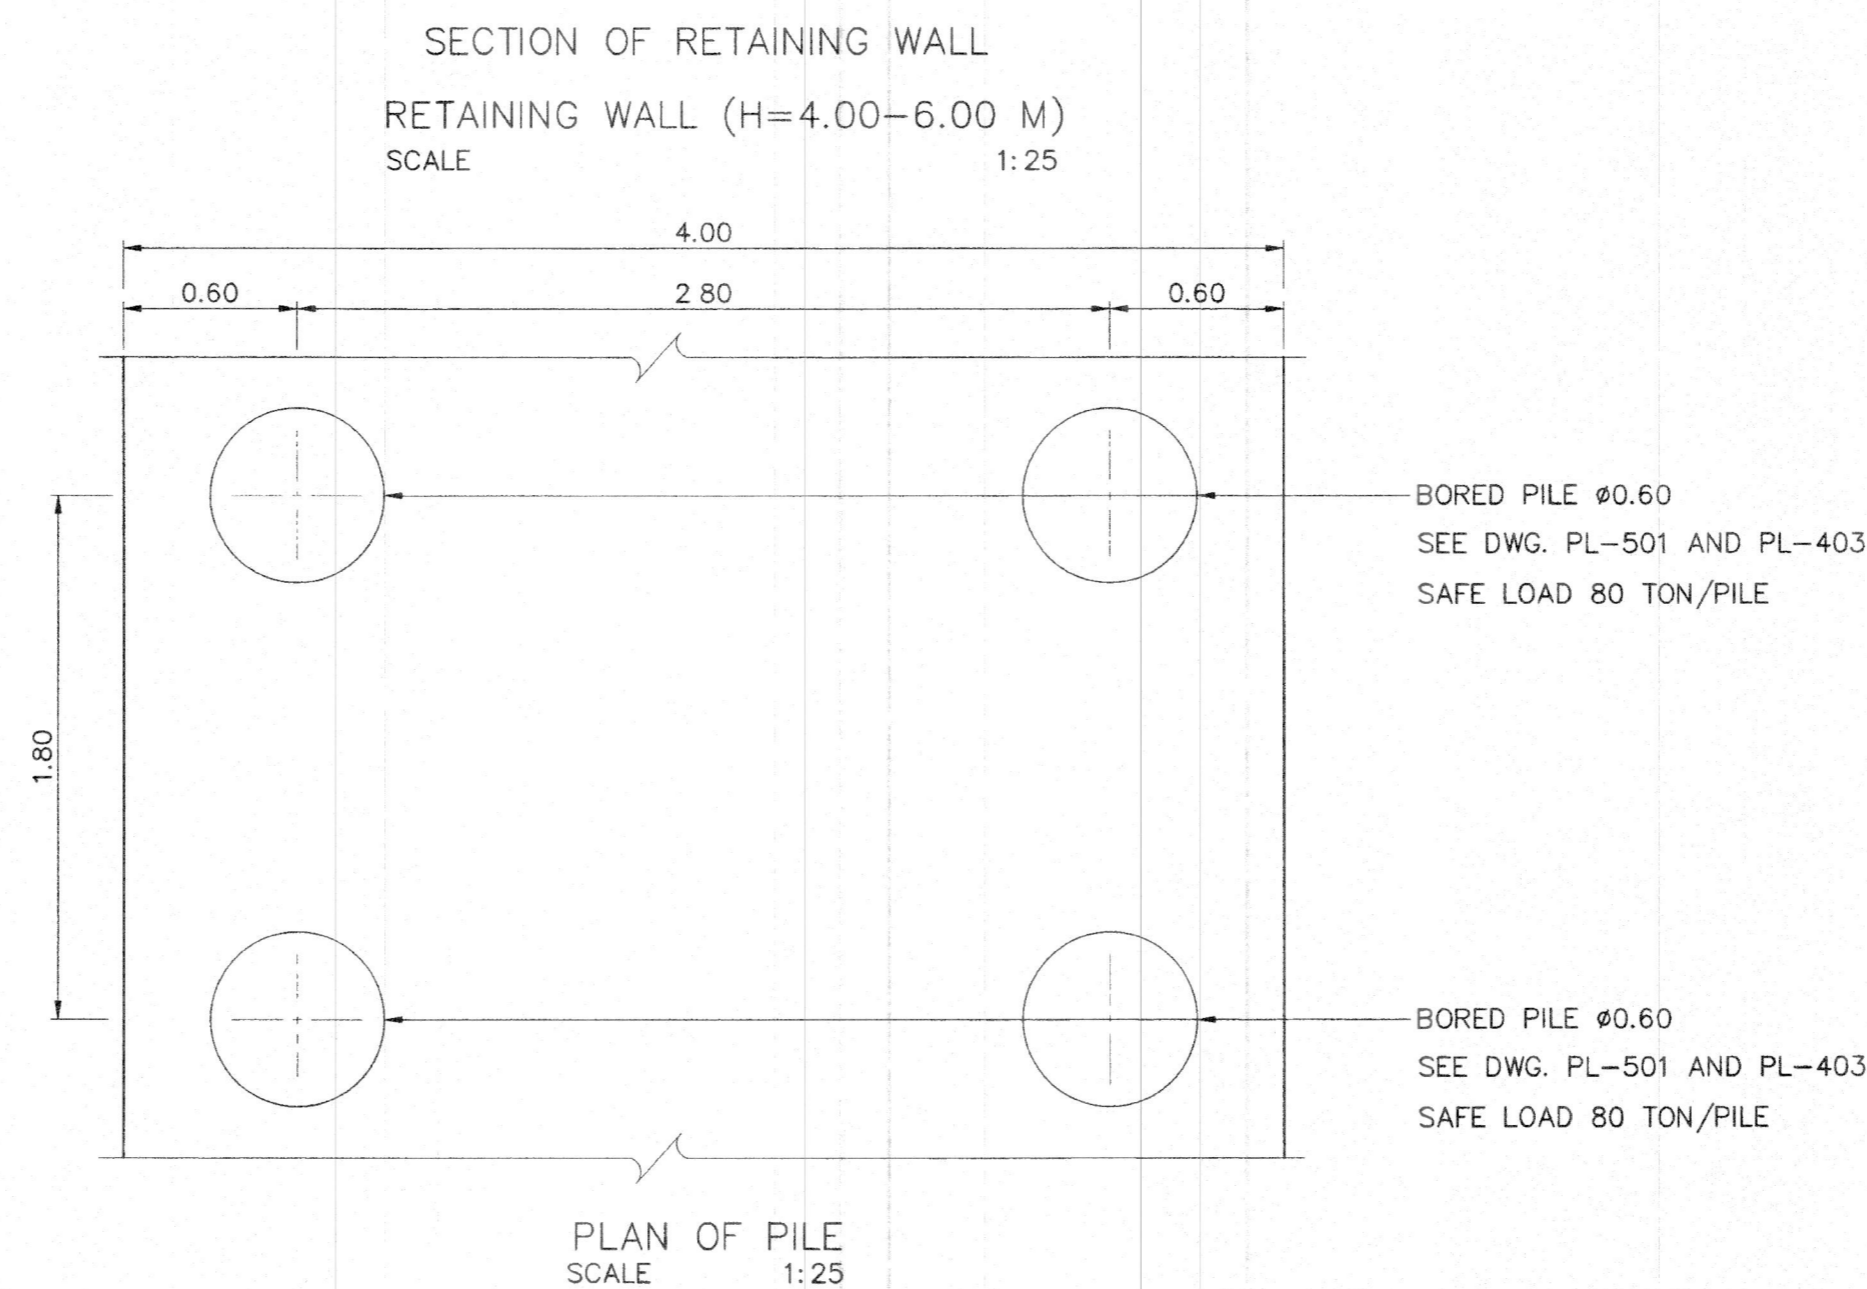 SECTION OF RETAINING WALL
RETAINING WALL (H=4.00-6.00 M)
SCALE 1:25
4.00
0.60 2 80 0.60
BORED PILE ø0.60
SEE DWG. PL-501 AND PL-403
SAFE LOAD 80 TON/PILE
1.80
BORED PILE ø0.60
SEE DWG. PL-501 AND PL-403
SAFE LOAD 80 TON/PILE
PLAN OF PILE
SCALE 1:25